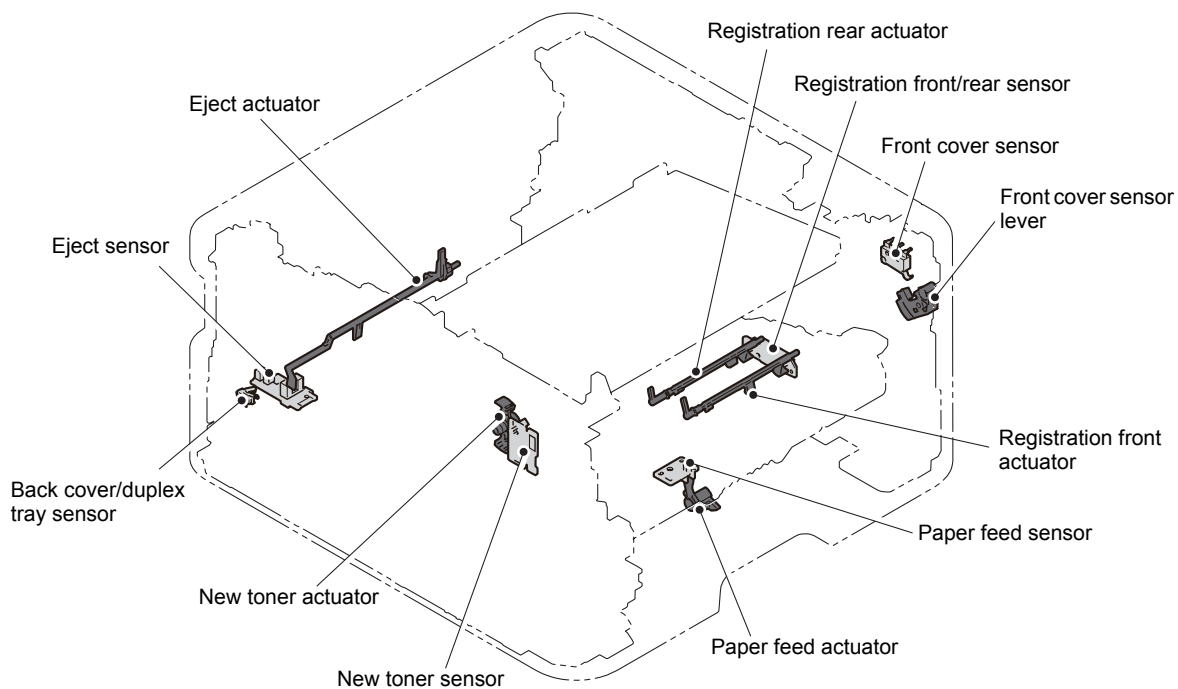 Registration rear actuator
Registration front/rear sensor
Eject actuator
Front cover sensor
Front cover sensor
lever
Eject sensor
Registration front
actuator
Back cover/duplex
tray sensor
Paper feed sensor
New toner actuator
Paper feed actuator
New toner sensor